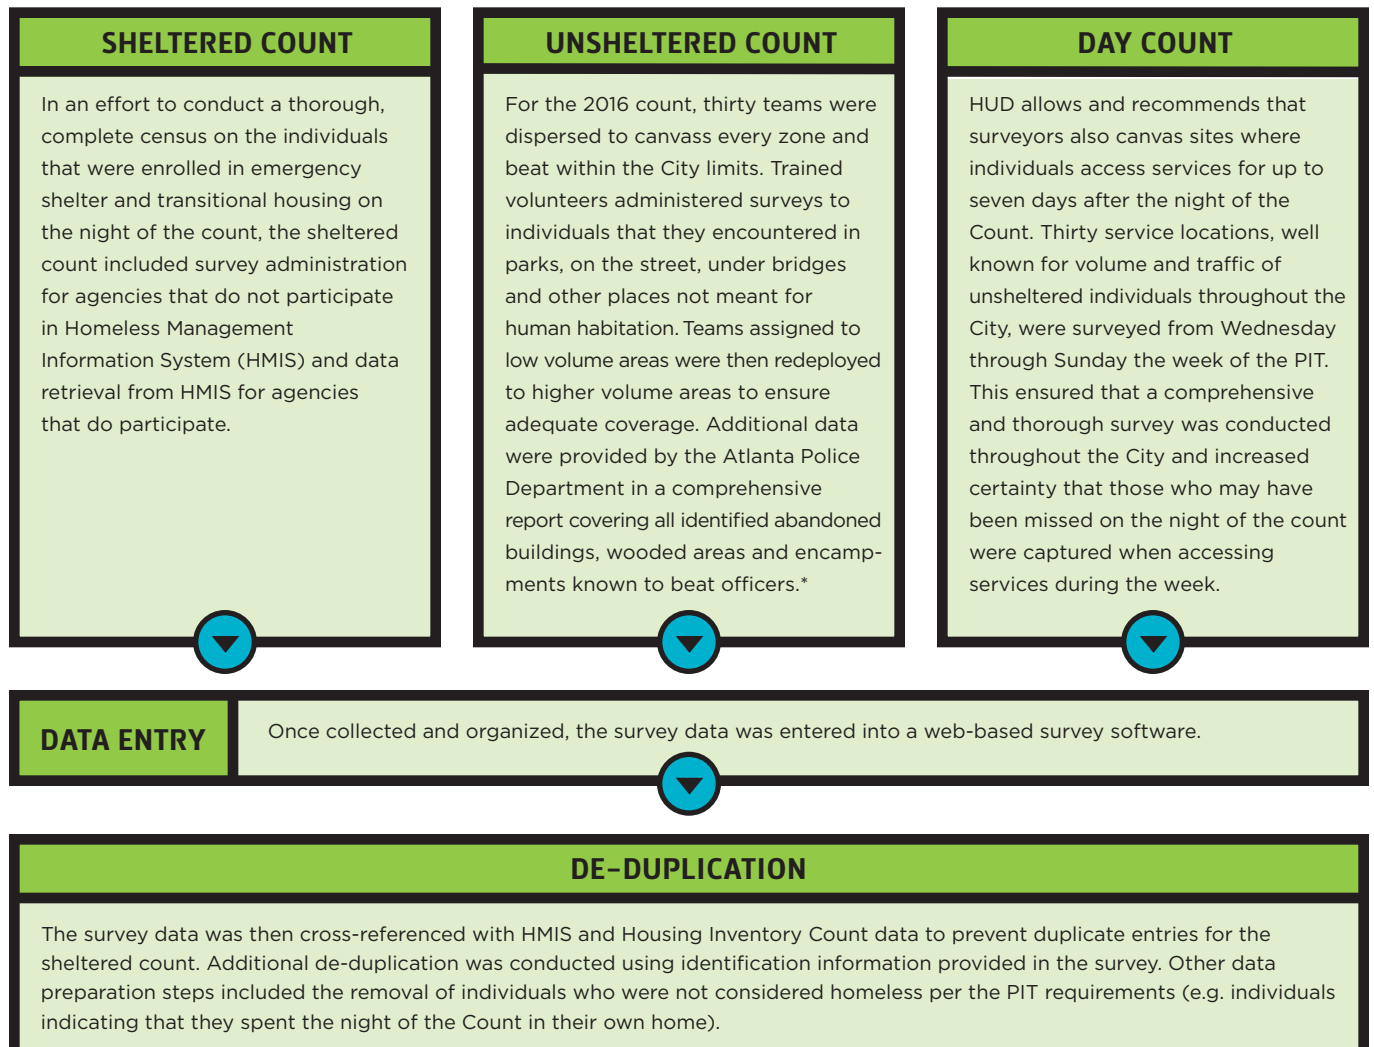 SHELTERED COUNT
In an effort to conduct a thorough,
complete census on the individuals
that were enrolled in emergency
shelter and transitional housing on
the night of the count, the sheltered
count included survey administration
for agencies that do not participate
in Homeless Management
Information System (HMIS) and data
retrieval from HMIS for agencies
that do participate.
UNSHELTERED COUNT
For the 2016 count, thirty teams were
dispersed to canvass every zone and
beat within the City limits. Trained
volunteers administered surveys to
individuals that they encountered in
parks, on the street, under bridges
and other places not meant for
human habitation. Teams assigned to
low volume areas were then redeployed
to higher volume areas to ensure
adequate coverage. Additional data
were provided by the Atlanta Police
Department in a comprehensive
report covering all identified abandoned
buildings, wooded areas and encamp-
ments known to beat officers.*
DAY COUNT
HUD allows and recommends that
surveyors also canvas sites where
individuals access services for up to
seven days after the night of the
Count. Thirty service locations, well
known for volume and traffic of
unsheltered individuals throughout the
City, were surveyed from Wednesday
through Sunday the week of the PIT.
This ensured that a comprehensive
and thorough survey was conducted
throughout the City and increased
certainty that those who may have
been missed on the night of the count
were captured when accessing
services during the week.
DATA ENTRY
Once collected and organized, the survey data was entered into a web-based survey software.
DE-DUPLICATION
The survey data was then cross-referenced with HMIS and Housing Inventory Count data to prevent duplicate entries for the
sheltered count. Additional de-duplication was conducted using identification information provided in the survey. Other data
preparation steps included the removal of individuals who were not considered homeless per the PIT requirements (e.g. individuals
indicating that they spent the night of the Count in their own home).